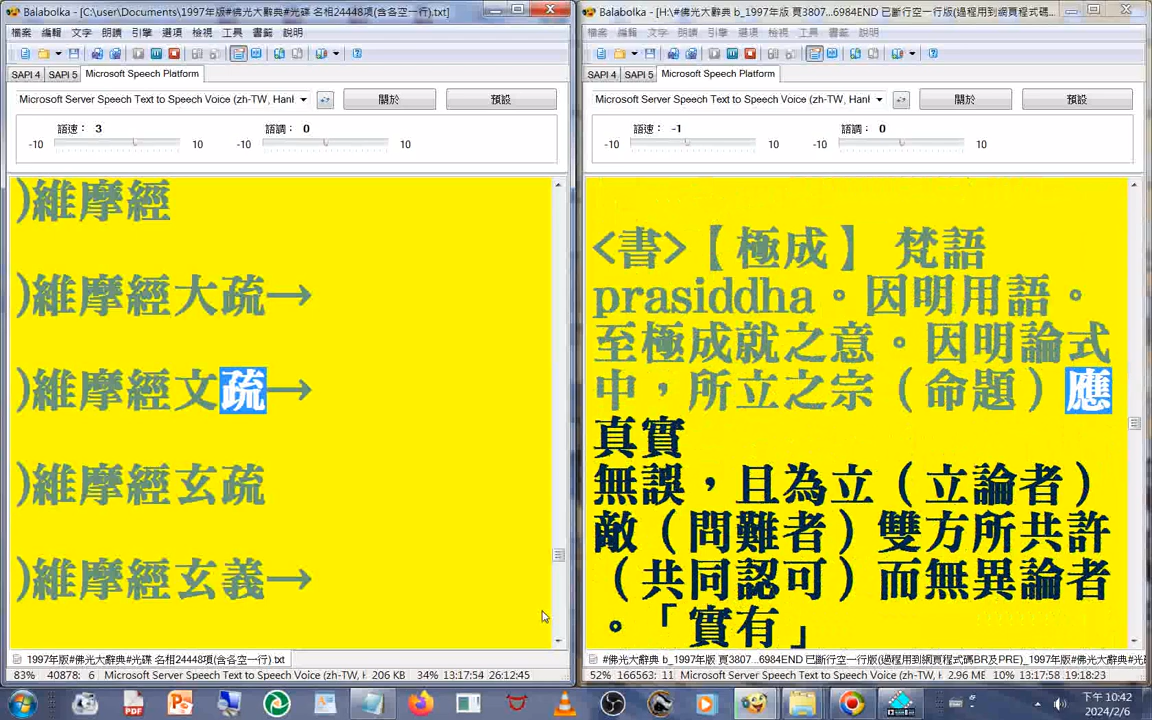 Balabolka - [C:\user\Documents\1997年版#佛光大辭典#光碟 名相24448項(含各空一行).txt]
檔案 編輯 文字 朗讀 引擎 選項 檢視 工具 書籤 說明
SAPI 4 SAPI 5 Microsoft Speech Platform
Microsoft Server Speech Text to Speech Voice (zh-TW, Hanl
關於 預設
語速： 3 語調： 0
-10 10 -10 10
)維摩經
)維摩經大疏→
)維摩經文疏→
)維摩經玄疏
)維摩經玄義→
1997年版#佛光大辭典#光碟 名相24448項(含各空一行).txt
83% 40878: 6 Microsoft Server Speech Text to Speech Voice (zh-TW, H 206 KB 34% 13:17:54 26:12:45
Balabolka - [H:\#佛光大辭典 b_1997年版 頁3807...6984END 已斷行空一行版(過程用到網頁程式碼...
檔案 編輯 文字 朗讀 引擎 選項 檢視 工具 書籤 說明
SAPI 4 SAPI 5 Microsoft Speech Platform
Microsoft Server Speech Text to Speech Voice (zh-TW, Hanl
關於 預設
語速： -1 語調： 0
-10 10 -10 10
<書>【極成】 梵語
prasiddha。因明用語。
至極成就之意。因明論式
中，所立之宗（命題）應
真實
無誤，且為立（立論者）
敵（問難者）雙方所共許
（共同認可）而無異論者
。「實有」
#佛光大辭典 b_1997年版 頁3807...6984END 已斷行空一行版(過程用到網頁程式碼BR及PRE)_1997年版#光
52% 166563: 11 Microsoft Server Speech Text to Speech Voice (zh-TW, H 2.96 ME 10% 13:17:58 19:18:23
下午 10:42
2024/2/6